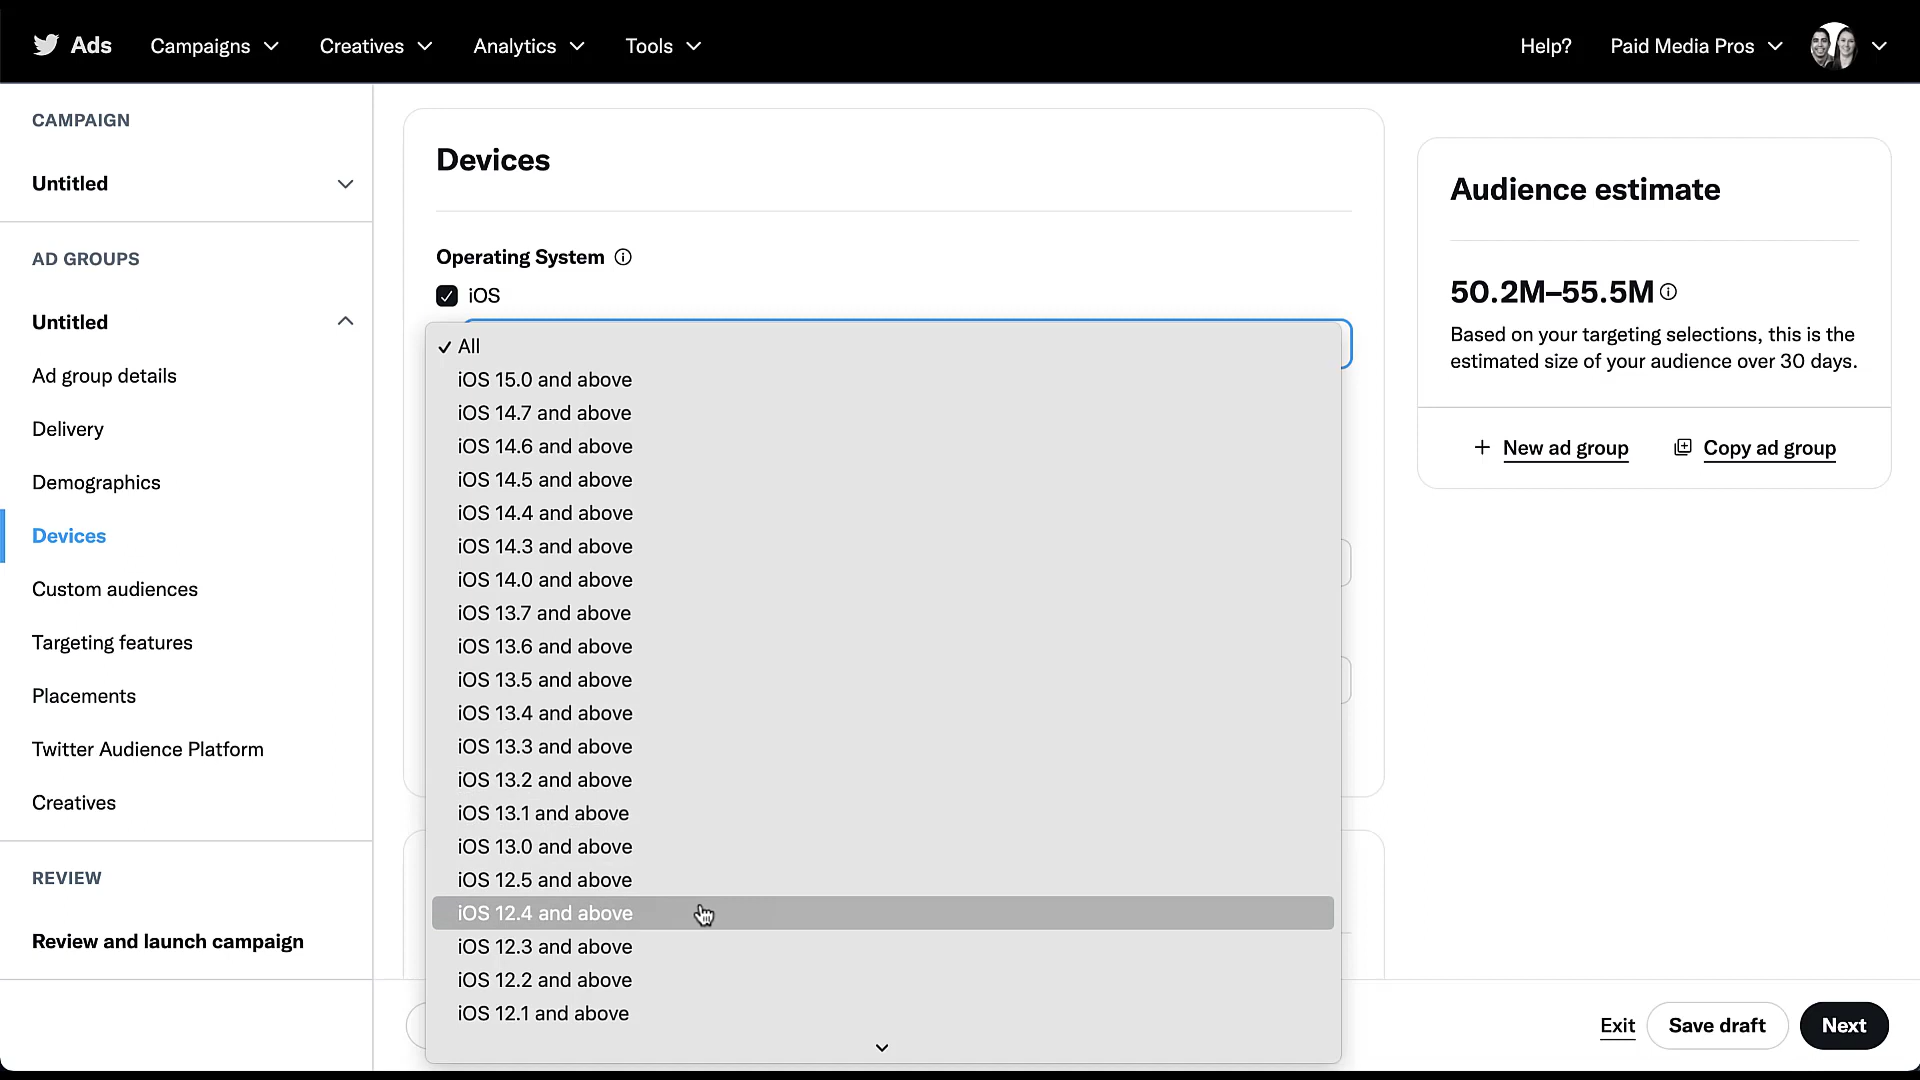 Ads
Campaigns
Creatives
Analytics
Tools
Help?
Paid Media Pros
CAMPAIGN
Untitled
AD GROUPS
Untitled
Ad group details
Delivery
Demographics
Devices
Custom audiences
Targeting features
Placements
Twitter Audience Platform
Creatives
REVIEW
Review and launch campaign
Devices
Operating System
iOS
All
iOS 15.0 and above
iOS 14.7 and above
iOS 14.6 and above
iOS 14.5 and above
iOS 14.4 and above
iOS 14.3 and above
iOS 14.0 and above
iOS 13.7 and above
iOS 13.6 and above
iOS 13.5 and above
iOS 13.4 and above
iOS 13.3 and above
iOS 13.2 and above
iOS 13.1 and above
iOS 13.0 and above
iOS 12.5 and above
iOS 12.4 and above
iOS 12.3 and above
iOS 12.2 and above
iOS 12.1 and above
Audience estimate
50.2M–55.5M
Based on your targeting selections, this is the
estimated size of your audience over 30 days.
New ad group
Copy ad group
Exit
Save draft
Next